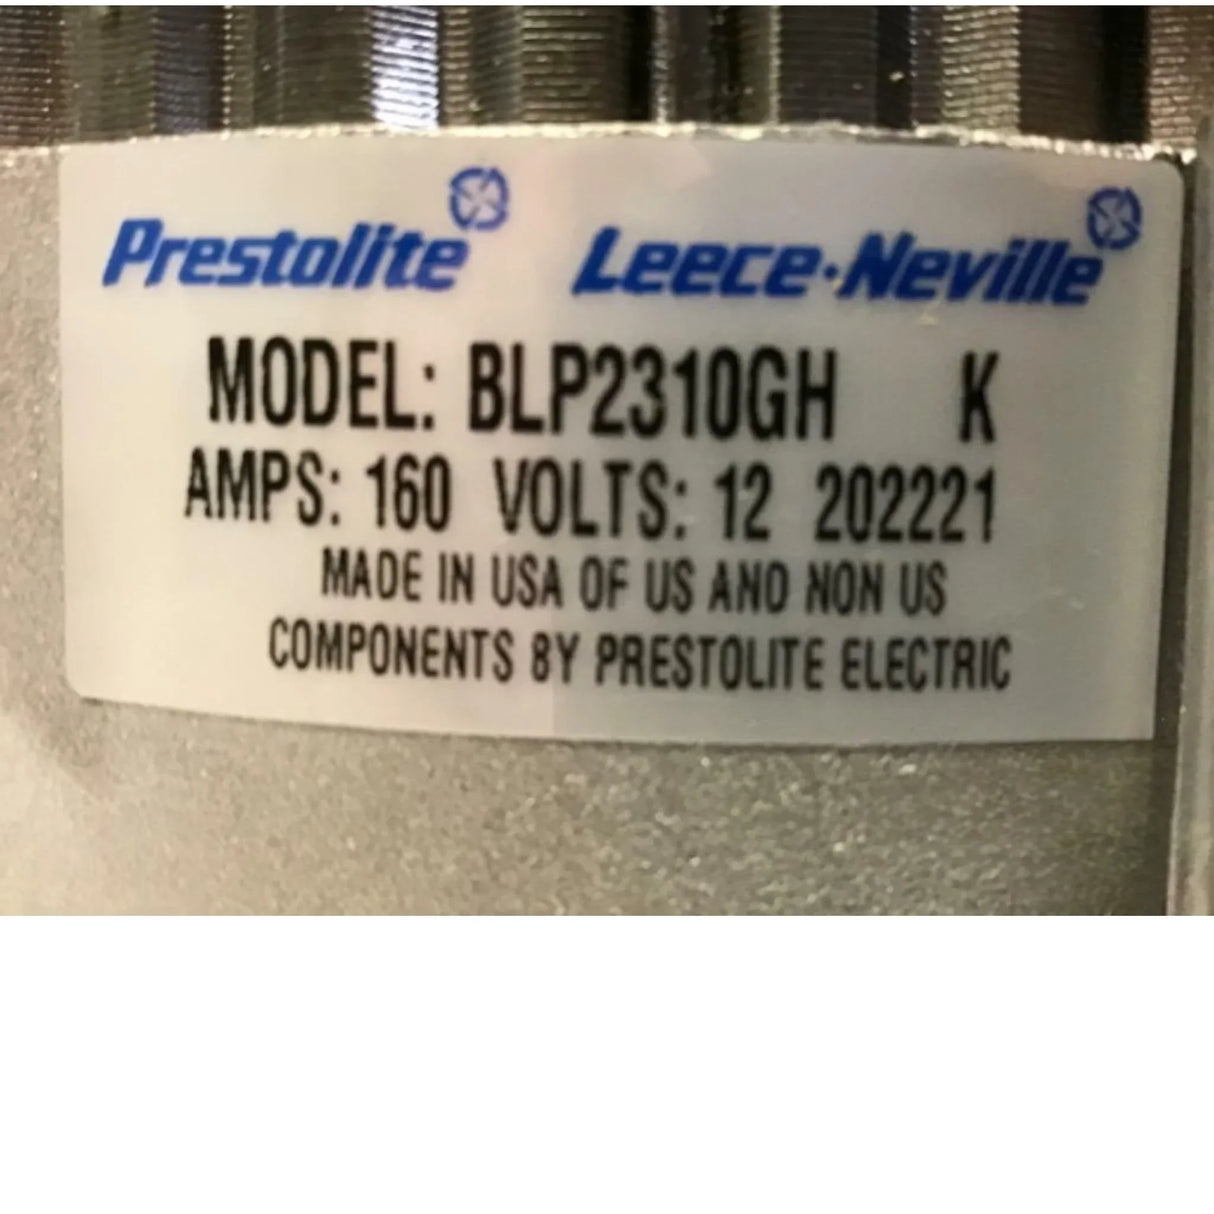 Prestolite Leece-Neville
MODEL: BLP2310GH K
AMPS: 160 VOLTS: 12 202221
MADE IN USA OF US AND NON US
COMPONENTS BY PRESTOLITE ELECTRIC